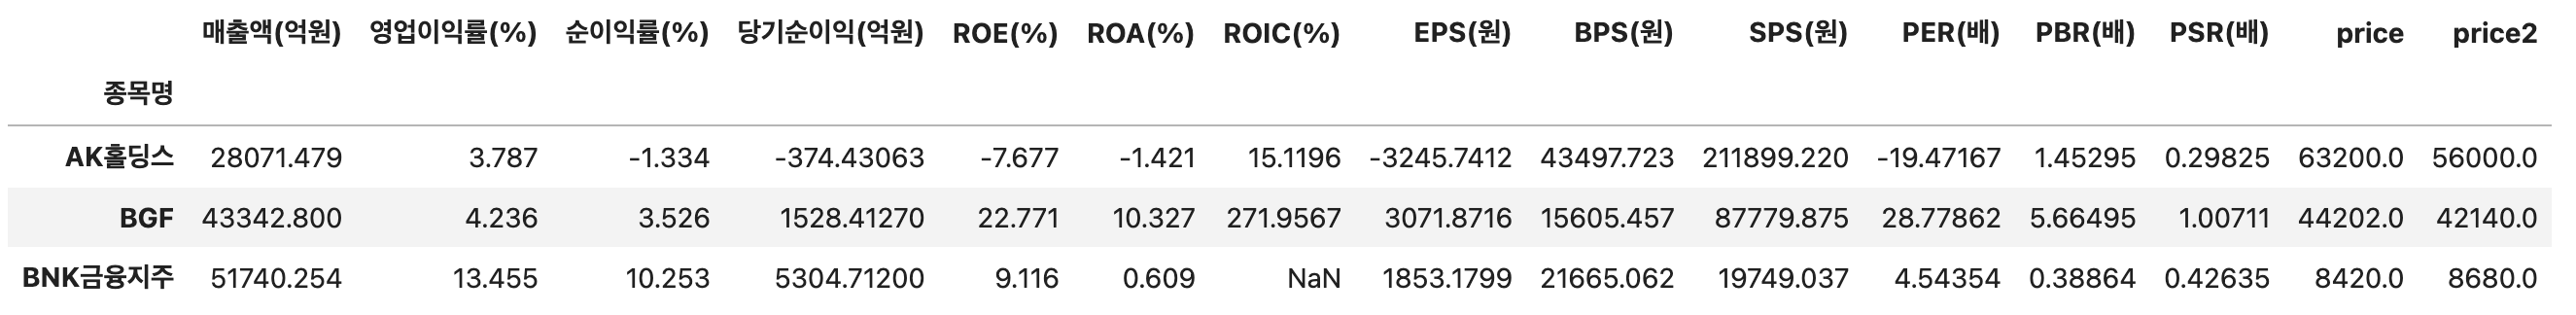 매출액(억원) 영업이익률(%) 순이익률(%) 당기순이익(억원) ROE(%) ROA(%) ROIC(%) EPS(원) BPS(원) SPS(원) PER(배) PBR(배) PSR(배) price price2
종목명
AK홀딩스 28071.479 3.787 -1.334 -374.43063 -7.677 -1.421 15.1196 -3245.7412 43497.723 211899.220 -19.47167 1.45295 0.29825 63200.0 56000.0
BGF 43342.800 4.236 3.526 1528.41270 22.771 10.327 271.9567 3071.8716 15605.457 87779.875 28.77862 5.66495 1.00711 44202.0 42140.0
BNK금융지주 51740.254 13.455 10.253 5304.71200 9.116 0.609 NaN 1853.1799 21665.062 19749.037 4.54354 0.38864 0.42635 8420.0 8680.0